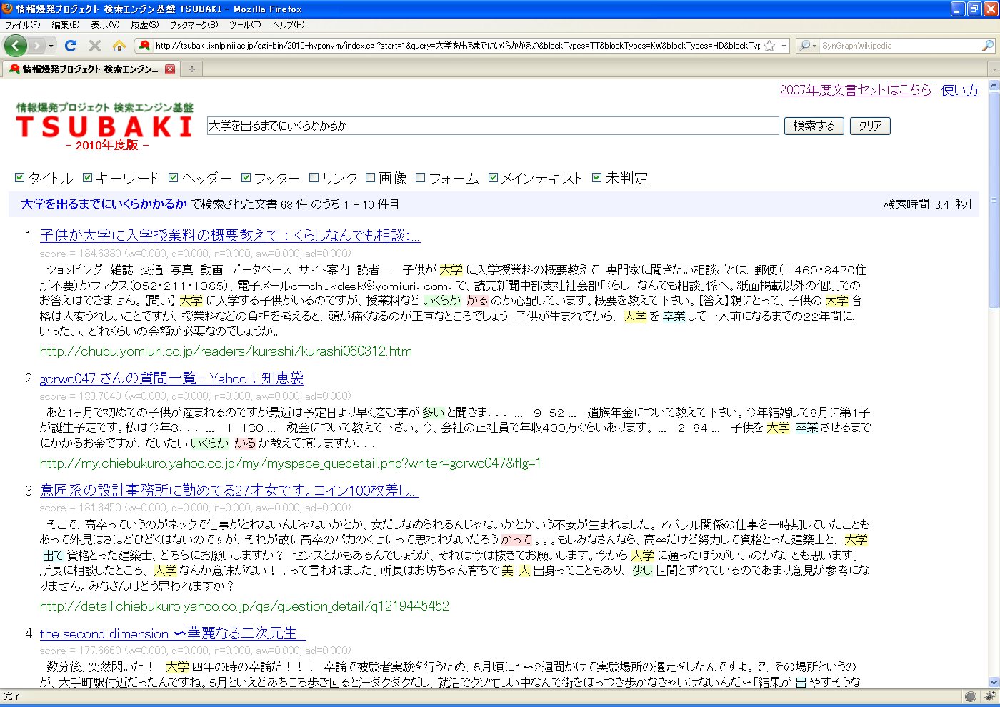 情報爆発プロジェクト 検索エンジン基盤 TSUBAKI - Mozilla Firefox
ファイル(F) 編集(E) 表示(V) 履歴(S) ブックマーク(B) ツール(T) ヘルプ(H)
http://tsubaki.ixnlp.nii.ac.jp/cgi-bin/2010-hyponym/index.cgi?start=1&query=大学を出るまでにいくらかかるか&blockTypes=TT&blockTypes=KW&blockTypes=HD&blockTyp SynGraphWikipedia
情報爆発プロジェクト 検索エンジン...
2007年度文書セットはこちら | 使い方
情報爆発プロジェクト 検索エンジン基盤
TSUBAKI
- 2010年度版 -
大学を出るまでにいくらかかるか 検索する クリア
タイトル キーワード ヘッダー フッター リンク 画像 フォーム メインテキスト 未判定
大学を出るまでにいくらかかるか で検索された文書 68 件 のうち 1 - 10 件目 検索時間: 3.4 [秒]
1 子供が大学に入学授業料の概要教えて：くらしなんでも相談:...
score = 184.6380 (w=0.000, d=0.000, n=0.000, aw=0.000, ad=0.000)
ショッピング 雑誌 交通 写真 動画 データベース サイト案内 読者 ... 子供が 大学 に入学授業料の概要教えて 専門家に聞きたい相談ごとは、郵便（〒４６０・８４７０住
所不要）かファクス（０５２・２１１・１０８５）、電子メールｃ―ｃｈｕｋｄｅｓｋ＠ｙｏｍｉｕｒｉ．ｃｏｍ．で、読売新聞中部支社社会部「くらし なんでも相談」係へ。紙面掲載以外の個別での
お答えはできません。【問い】 大学 に入学する子供がいるのですが、授業料など いくらか かる のか心配しています。概要を教えて下さい。【答え】親にとって、子供の 大学 合
格は大変うれしいことですが、授業料などの負担を考えると、頭が痛くなるのが正直なところでしょう。子供が生まれてから、 大学 を 卒業 して一人前になるまでの２２年間に、
いったい、どれくらいの金額が必要なのでしょうか。
http://chubu.yomiuri.co.jp/readers/kurashi/kurashi060312.htm
2 gcrwc047 さんの質問一覧− Yahoo！知恵袋
score = 183.7040 (w=0.000, d=0.000, n=0.000, aw=0.000, ad=0.000)
あと１ヶ月で初めての子供が産まれるのですが最近は予定日より早く産む事が 多い と聞きま．．． ... ９ ５２ ... 遺族年金について教えて下さい。今年結婚して８月に第１子
が誕生予定です。私は今年３．．． ... １ １３０ ... 税金について教えて下さい。今、会社の正社員で年収４００万ぐらいあります。 ... ２ ８４ ... 子供を 大学 卒業 させるまで
にかかるお金ですが、だいたい いくらか かる か教えて頂けますか．．．
http://my.chiebukuro.yahoo.co.jp/my/myspace_quedetail.php?writer=gcrwc047&flg=1
3 意匠系の設計事務所に勤めてる27才女です。コイン100枚差し...
score = 181.6450 (w=0.000, d=0.000, n=0.000, aw=0.000, ad=0.000)
そこで、高卒っていうのがネックで仕事がとれないんじゃないかとか、女だしなめられるんじゃないかとかいう不安が生まれました。アパレル関係の仕事を一時期していたことも
あって外見はさほどひどくはないのですが、それが故に高卒のバカのくせにって思われないだろう かって 。。。もしみなさんなら、高卒だけど努力して資格とった建築士と、 大学
出て 資格とった建築士、どちらにお願いしますか？ センスとかもあるんでしょうが、それは今は抜きでお願いします。今から 大学 に通ったほうがいいのかな、とも思います。
所長に相談したところ、 大学 なんか意味がない！！って言われました。所長はお坊ちゃん育ちで 美 大 出身ってこともあり、 少し 世間とずれているのであまり意見が参考にな
りません。みなさんはどう思われますか？
http://detail.chiebukuro.yahoo.co.jp/qa/question_detail/q1219445452
4 the second dimension 〜華麗なる二次元生...
score = 177.6660 (w=0.000, d=0.000, n=0.000, aw=0.000, ad=0.000)
数分後、突然閃いた！ 大学 四年の時の卒論だ！！！ 卒論で被験者実験を行うため、５月頃に１〜２週間かけて実験場所の選定をしたんですよ。で、その場所というの
が、大手町駅付近だったんですね。５月といえどあちこち歩き回ると汗ダクダクだし、就活でクソ忙しい中なんで街をほっつき歩かなきゃいけないんだ〜「結果が 出 やすそうな
完了